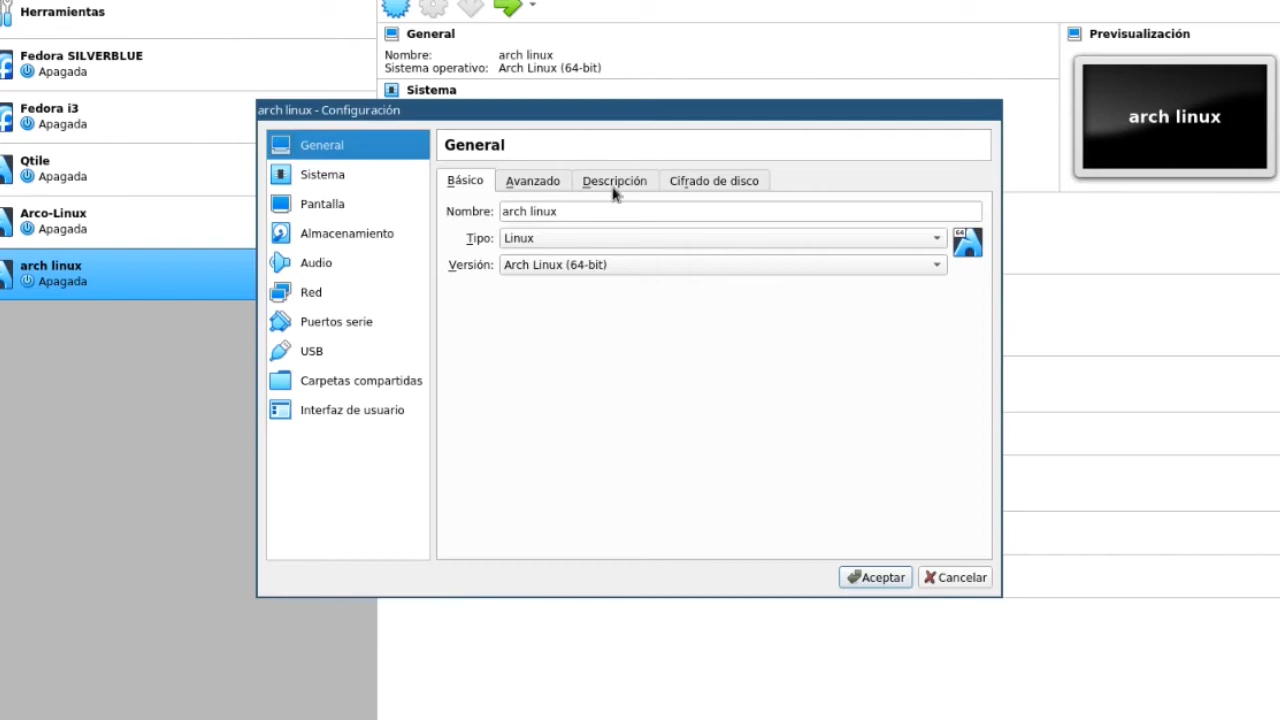 Herramientas
Fedora SILVERBLUE
Apagada
Fedora i3
Apagada
Qtile
Apagada
Arco-Linux
Apagada
arch linux
Apagada
General
Nombre: arch linux
Sistema operativo: Arch Linux (64-bit)
Sistema
Previsualización
arch linux
arch linux - Configuración
General
Sistema
Pantalla
Almacenamiento
Audio
Red
Puertos serie
USB
Carpetas compartidas
Interfaz de usuario
General
Básico Avanzado Descripción Cifrado de disco
Nombre: arch linux
Tipo: Linux
64
Versión: Arch Linux (64-bit)
Aceptar Cancelar